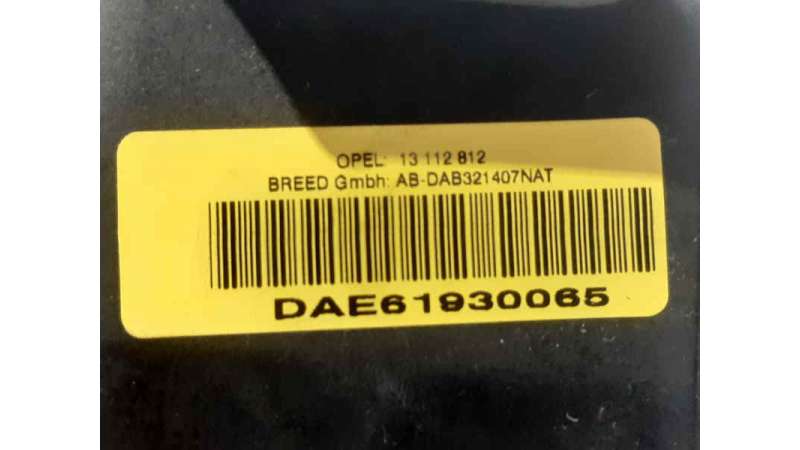 OPEL: 13 112 812
BREED Gmbh: AB-DAB321407NAT
DAE61930065